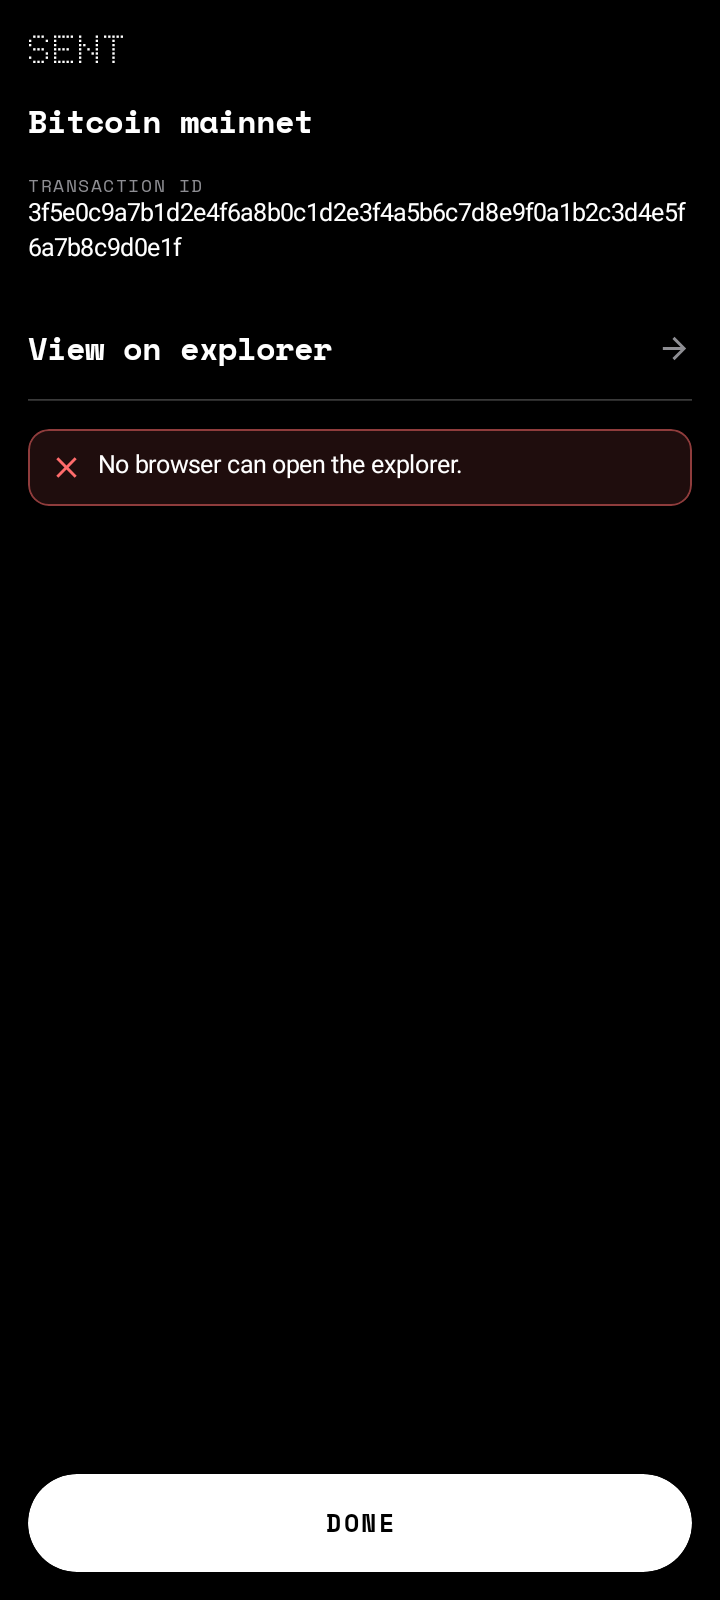 SENT
Bitcoin mainnet
TRANSACTION ID
3f5e0c9a7b1d2e4f6a8b0c1d2e3f4a5b6c7d8e9f0a1b2c3d4e5f
6a7b8c9d0e1f
View on explorer
No browser can open the explorer.
DONE